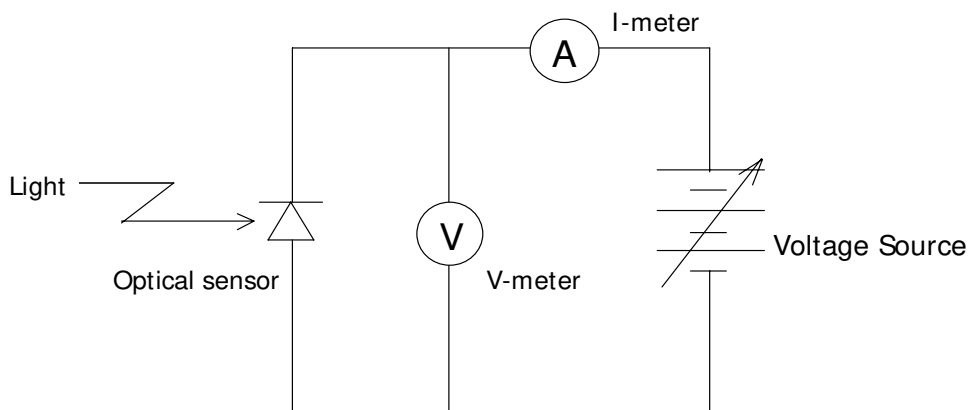 I-meter
A
Light
V
Voltage Source
Optical sensor
V-meter